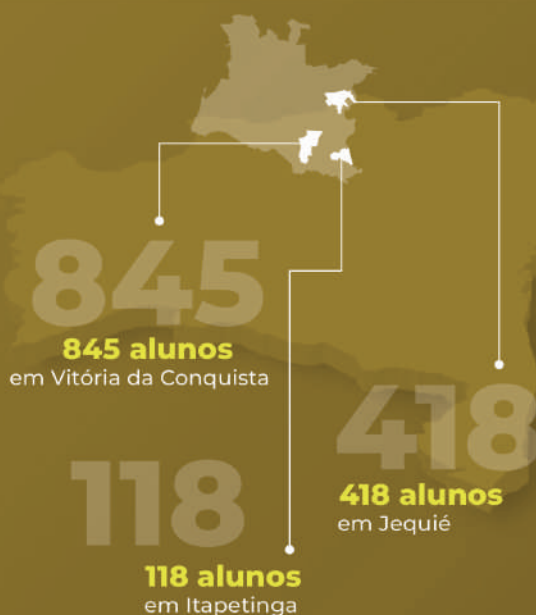 845
845 alunos
em Vitória da Conquista
418
418 alunos
em Jequié
118
118 alunos
em Itapetinga